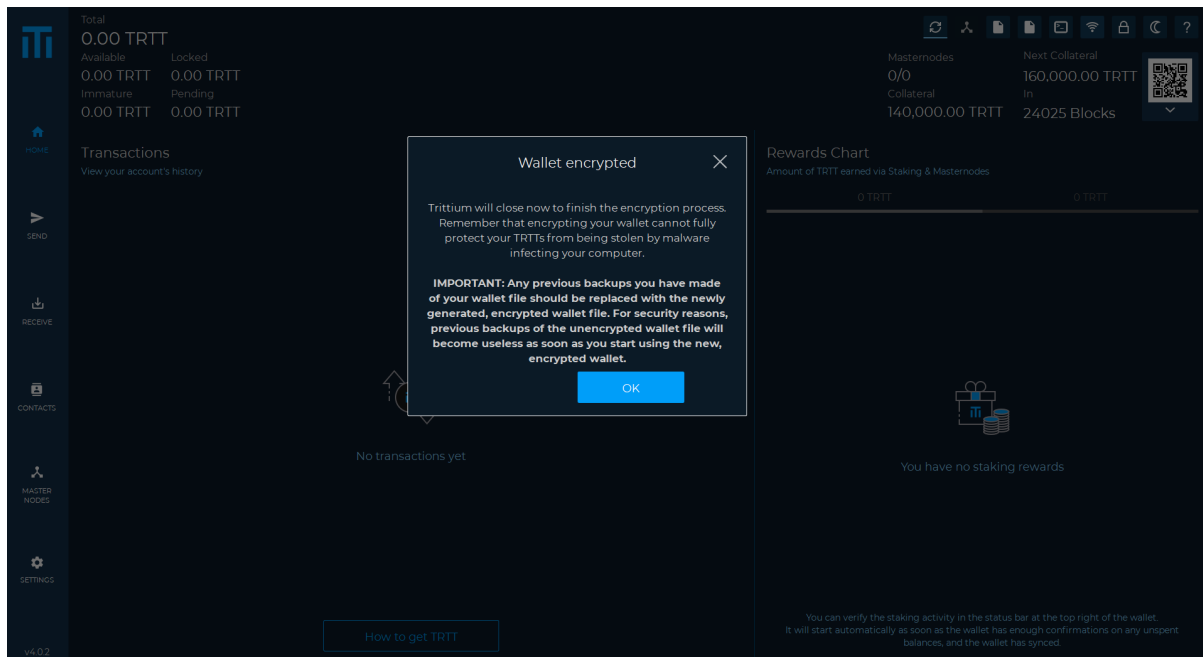 Total
0.00 TRTT
Available Locked
0.00 TRTT 0.00 TRTT
Immature Pending
0.00 TRTT 0.00 TRTT
Masternodes Next Collateral
0/0 160,000.00 TRTT
Collateral In
140,000.00 TRTT 24025 Blocks
?
HOME
SEND
RECEIVE
CONTACTS
MASTER
NODES
SETTINGS
v4.0.2
Transactions
View your account's history
No transactions yet
How to get TRTT
Wallet encrypted
Trittium will close now to finish the encryption process.
Remember that encrypting your wallet cannot fully
protect your TRTTs from being stolen by malware
infecting your computer.
IMPORTANT: Any previous backups you have made
of your wallet file should be replaced with the newly
generated, encrypted wallet file. For security reasons,
previous backups of the unencrypted wallet file will
become useless as soon as you start using the new,
encrypted wallet.
OK
Rewards Chart
Amount of TRTT earned via Staking & Masternodes
0 TRTT 0 TRTT
You have no staking rewards
You can verify the staking activity in the status bar at the top right of the wallet.
It will start automatically as soon as the wallet has enough confirmations on any unspent
balances, and the wallet has synced.